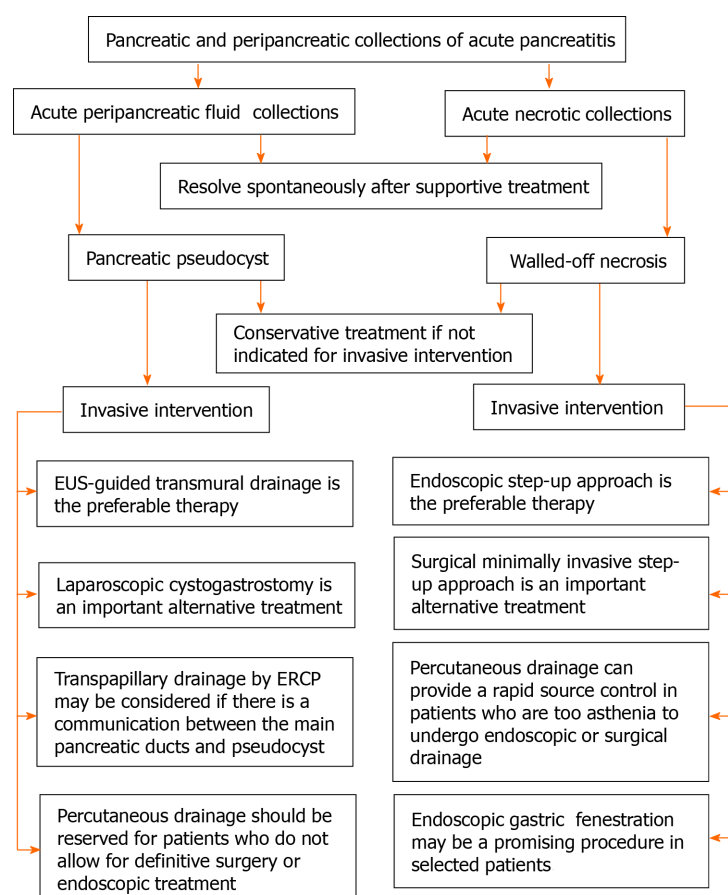 Pancreatic and peripancreatic collections of acute pancreatitis
Acute peripancreatic fluid collections
Acute necrotic collections
Resolve spontaneously after supportive treatment
Pancreatic pseudocyst
Walled-off necrosis
Conservative treatment if not
indicated for invasive intervention
Invasive intervention
Invasive intervention
EUS-guided transmural drainage is
the preferable therapy
Laparoscopic cystogastrostomy is
an important alternative treatment
Transpapillary drainage by ERCP
may be considered if there is a
communication between the main
pancreatic ducts and pseudocyst
Percutaneous drainage should be
reserved for patients who do not
allow for definitive surgery or
endoscopic treatment
Endoscopic step-up approach is
the preferable therapy
Surgical minimally invasive step-
up approach is an important
alternative treatment
Percutaneous drainage can
provide a rapid source control in
patients who are too asthenia to
undergo endoscopic or surgical
drainage
Endoscopic gastric fenestration
may be a promising procedure in
selected patients